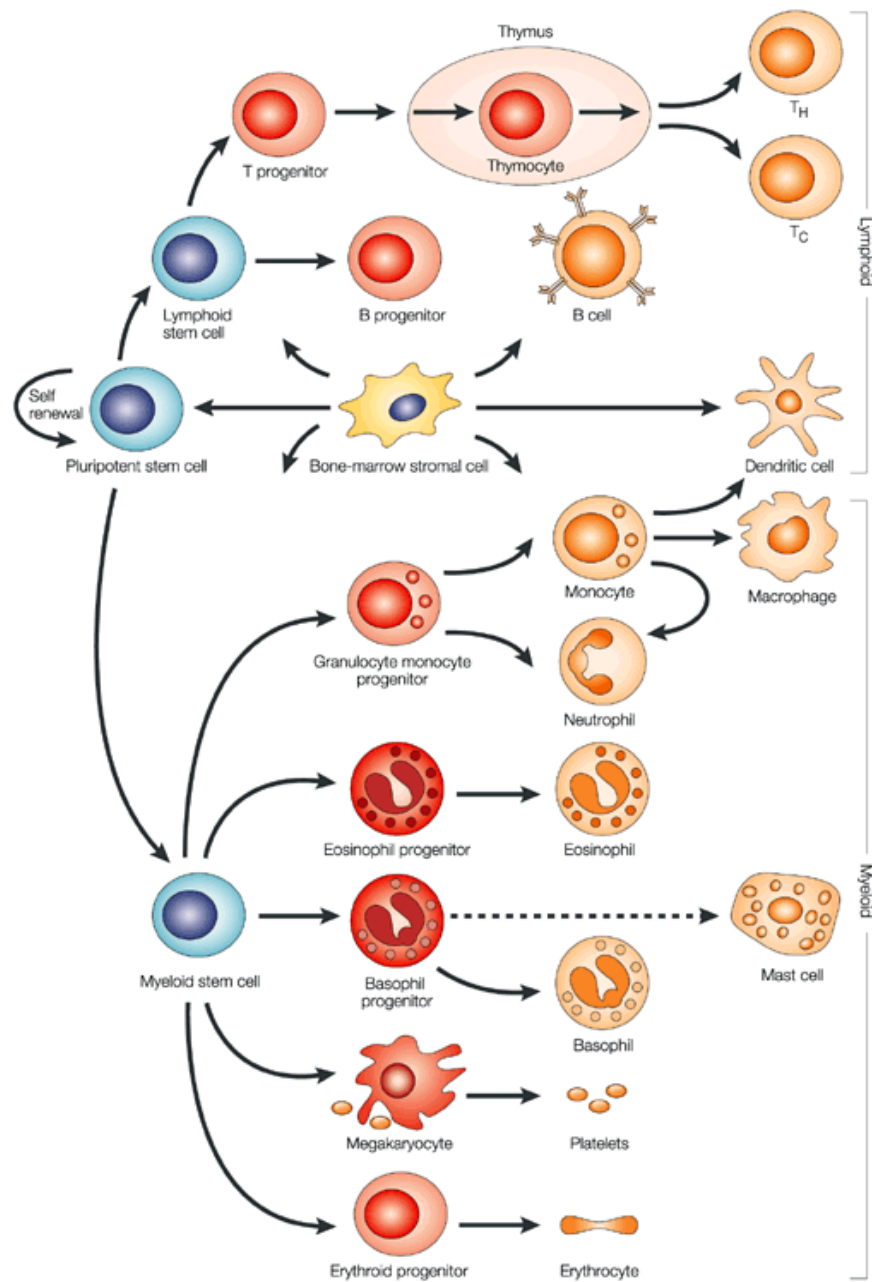 Thymus
T progenitor
Thymocyte
TH
TC
Lymphoid
stem cell
B progenitor
B cell
Lymphoid
Self
renewal
Pluripotent stem cell
Bone-marrow stromal cell
Dendritic cell
Monocyte
Macrophage
Granulocyte monocyte
progenitor
Neutrophil
Eosinophil progenitor
Eosinophil
Myeloid
Myeloid stem cell
Basophil
progenitor
Mast cell
Basophil
Megakaryocyte
Platelets
Erythroid progenitor
Erythrocyte